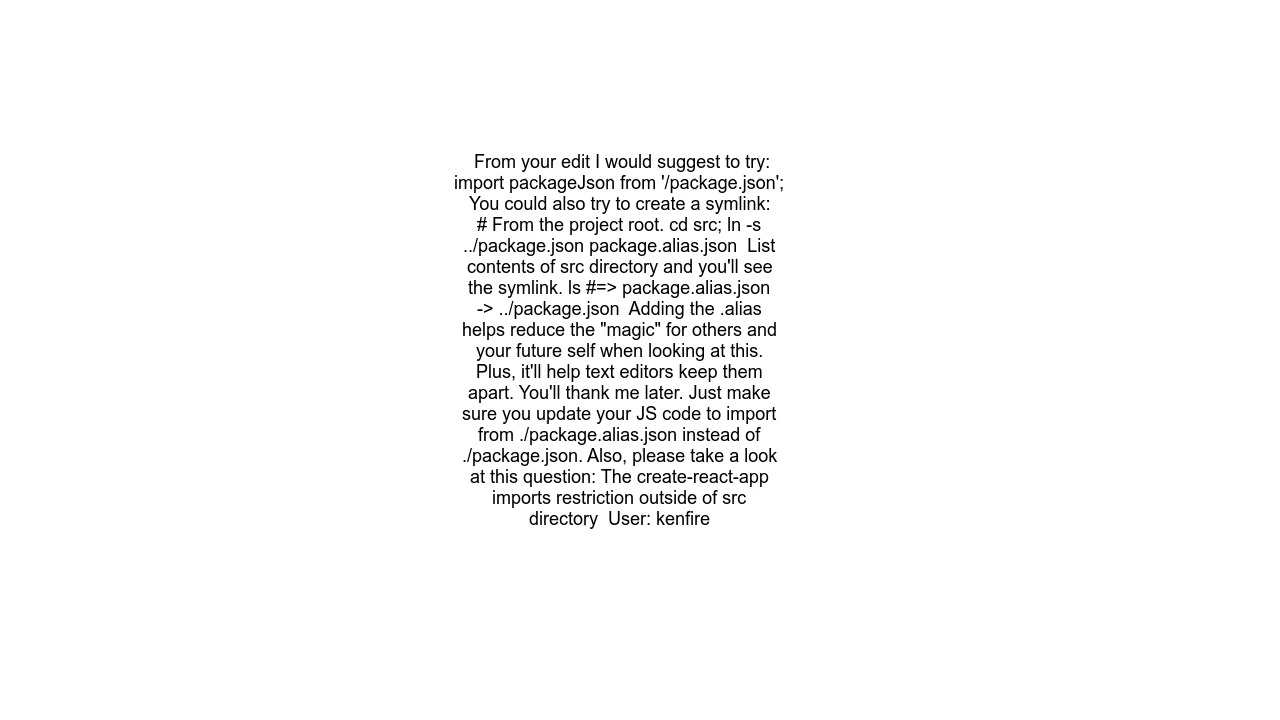 From your edit I would suggest to try:
import packageJson from '/package.json';
You could also try to create a symlink:
# From the project root. cd src; ln -s
../package.json package.alias.json  List
contents of src directory and you'll see
the symlink. ls #=> package.alias.json
-> ../package.json  Adding the .alias
helps reduce the "magic" for others and
your future self when looking at this.
Plus, it'll help text editors keep them
apart. You'll thank me later. Just make
sure you update your JS code to import
from ./package.alias.json instead of
./package.json. Also, please take a look
at this question: The create-react-app
imports restriction outside of src
directory  User: kenfire